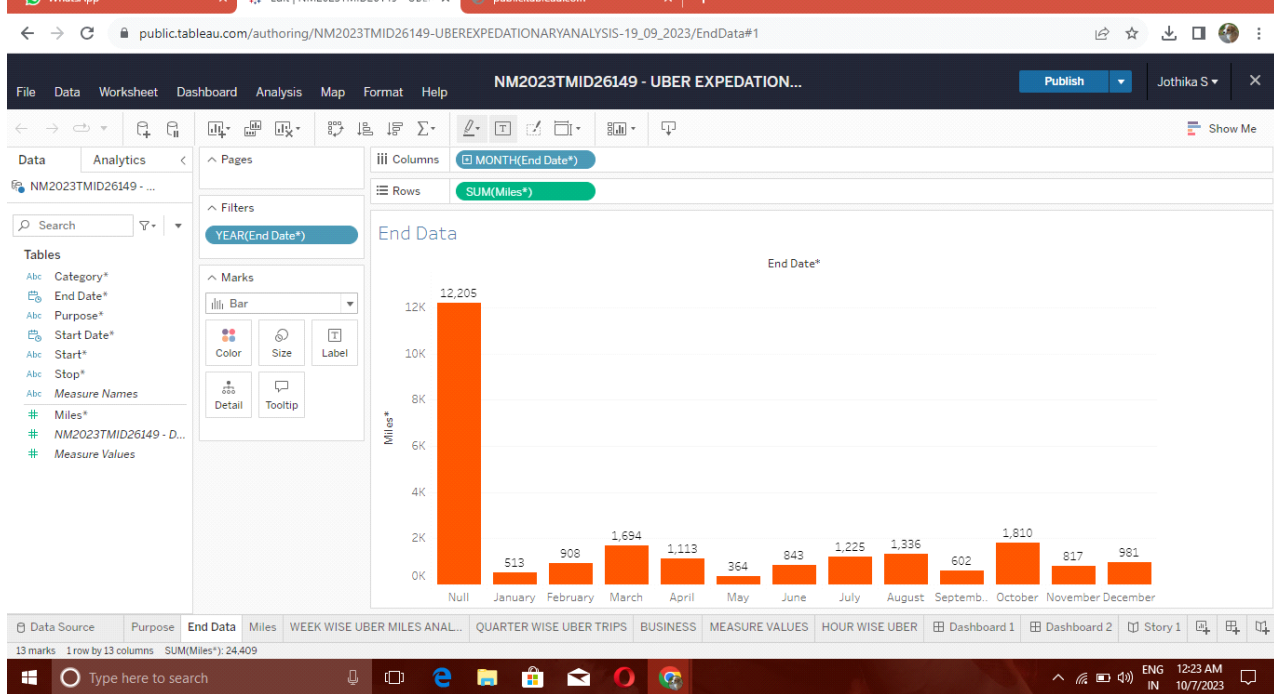 WhatsApp
public.tableau.com/authoring/NM2023TMID26149-UBEREXPEDATIONARYANALYSIS-19_09_2023/EndData#1
File Data Worksheet Dashboard Analysis Map Format Help
NM2023TMID26149 - UBER EXPEDATION...
Publish
Jothika S
Show Me
Data Analytics
NM2023TMID26149 - ...
Search
Tables
Abc Category*
End Date*
Abc Purpose*
Start Date*
Abc Start*
Abc Stop*
Abc Measure Names
# Miles*
# NM2023TMID26149 - D...
# Measure Values
Pages
Filters
YEAR(End Date*)
Marks
Bar
Color Size Label
Detail Tooltip
Columns MONTH(End Date*)
Rows SUM(Miles*)
End Data
End Date*
Miles*
12K
10K
8K
6K
4K
2K
0K
12,205
513
908
1,694
1,113
364
843
1,225
1,336
602
1,810
817
981
Null January February March April May June July August Septemb.. October November December
Data Source Purpose End Data Miles WEEK WISE UBER MILES ANAL... QUARTER WISE UBER TRIPS BUSINESS MEASURE VALUES HOUR WISE UBER Dashboard 1 Dashboard 2 Story 1
13 marks 1 row by 13 columns SUM(Miles*): 24,409
Type here to search
ENG 12:23 AM
IN 10/7/2023